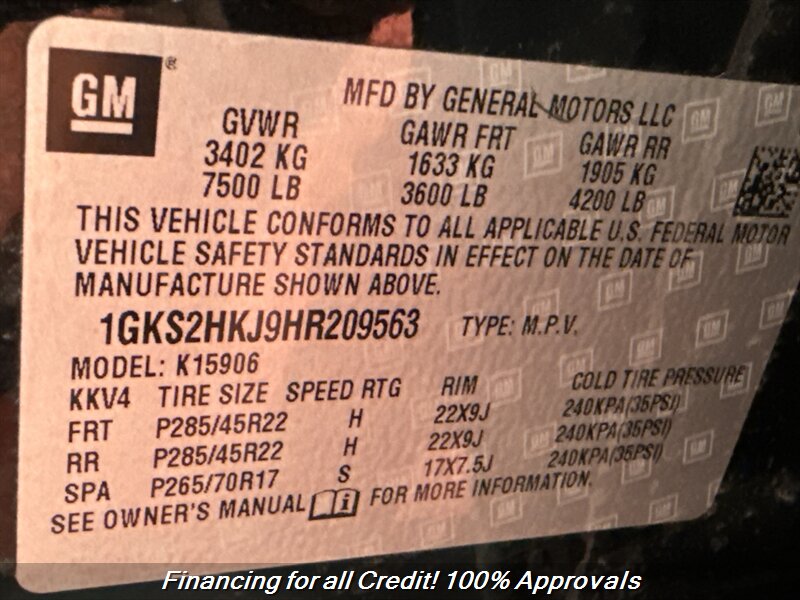 GM®
MFD BY GENERAL MOTORS LLC
GVWR GAWR FRT GAWR RR
3402 KG 1633 KG 1905 KG
7500 LB 3600 LB 4200 LB
THIS VEHICLE CONFORMS TO ALL APPLICABLE U.S. FEDERAL MOTOR
VEHICLE SAFETY STANDARDS IN EFFECT ON THE DATE OF
MANUFACTURE SHOWN ABOVE.
1GKS2HKJ9HR209563 TYPE: M.P.V.
MODEL: K15906
KKV4 TIRE SIZE SPEED RTG RIM COLD TIRE PRESSURE
FRT P285/45R22 H 22X9J 240KPA(35PSI)
RR P285/45R22 H 22X9J 240KPA(35PSI)
SPA P265/70R17 S 17X7.5J 240KPA(35PSI)
SEE OWNER'S MANUAL i FOR MORE INFORMATION.
Financing for all Credit! 100% Approvals